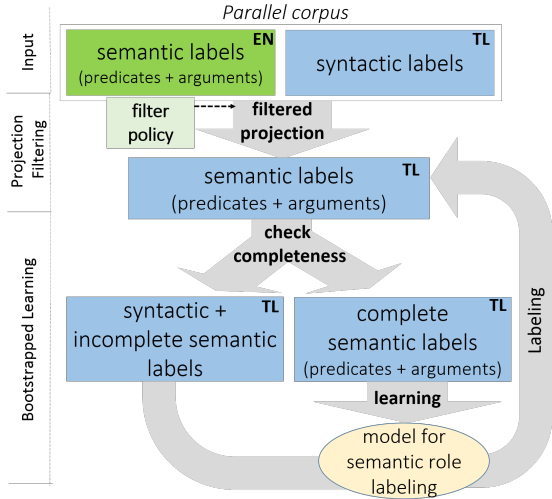 Parallel corpus
Input
EN
semantic labels
(predicates + arguments)
TL
syntactic labels
Projection
Filtering
filter
policy
filtered
projection
TL
semantic labels
(predicates + arguments)
Bootstrapped Learning
check
completeness
TL
syntactic +
incomplete semantic
labels
TL
complete
semantic labels
(predicates + arguments)
Labeling
learning
model for
semantic role
labeling